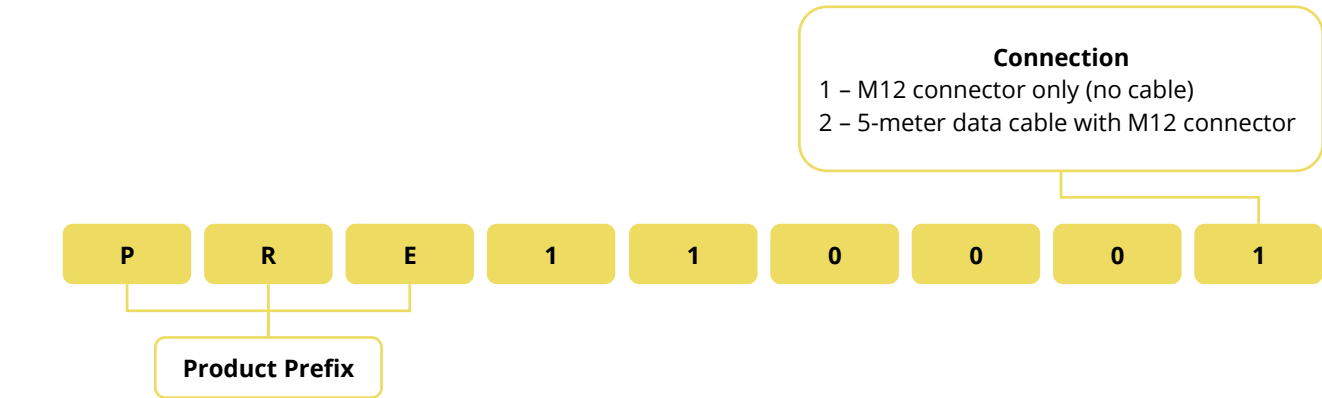 Connection
1 – M12 connector only (no cable)
2 – 5-meter data cable with M12 connector
P R E 1 1 0 0 0 1
Product Prefix